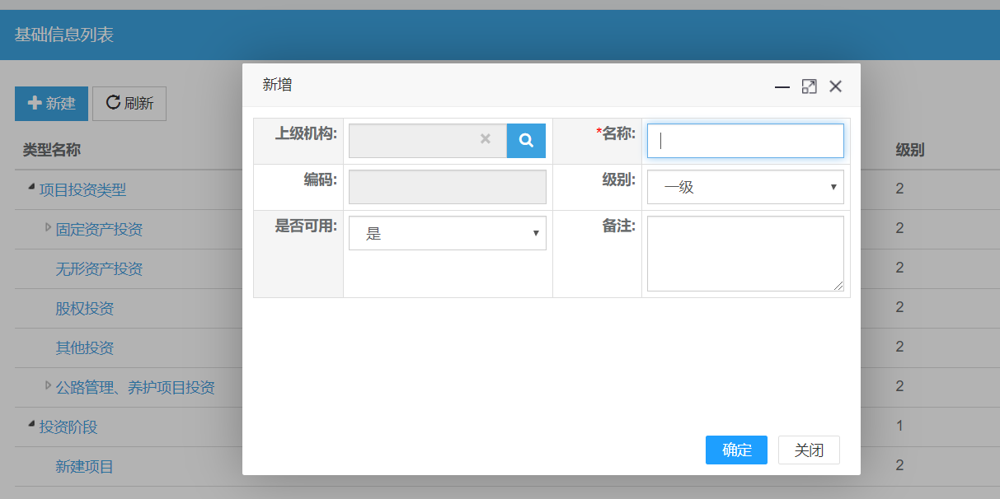 基础信息列表
新增
新建 刷新
上级机构: *名称:
类型名称 级别
编码: 级别: 一级
项目投资类型 2
是否可用: 是 备注:
固定资产投资 2
无形资产投资 2
股权投资 2
其他投资 2
公路管理、养护项目投资 2
投资阶段 1
确定 关闭
新建项目 2